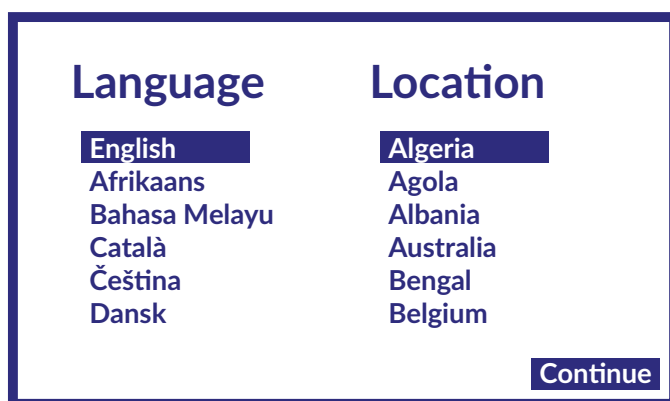 Language
English
Afrikaans
Bahasa Melayu
Català
Čeština
Dansk
Location
Algeria
Agola
Albania
Australia
Bengal
Belgium
Continue